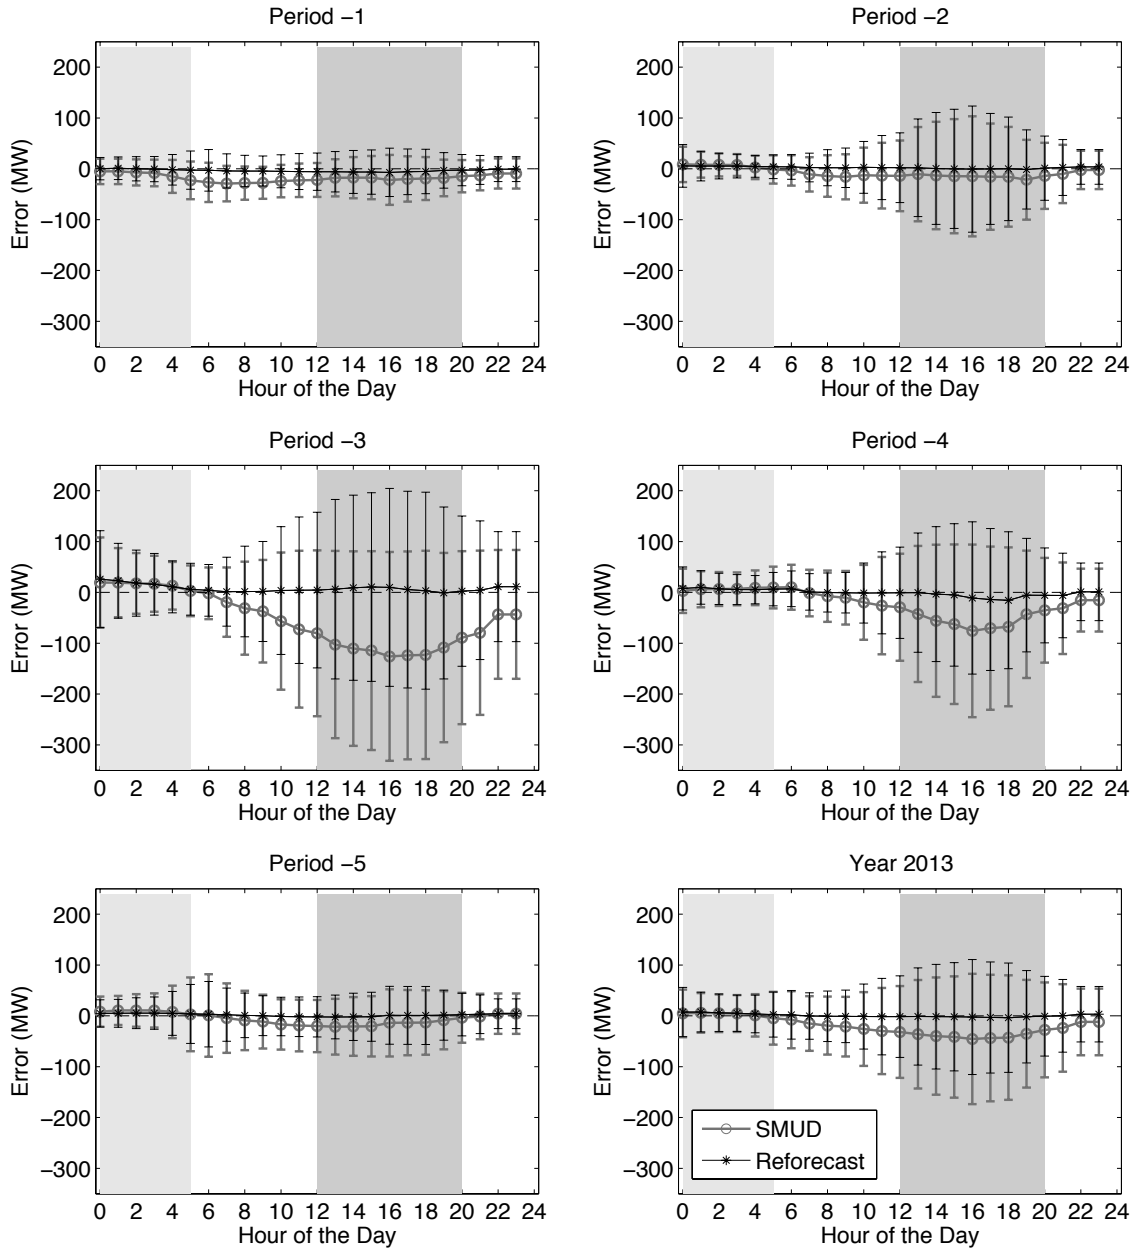 Period −1
Error (MW)
200
100
0
−100
−200
−300
0 2 4 6 8 10 12 14 16 18 20 22 24
Hour of the Day
Period −2
Error (MW)
200
100
0
−100
−200
−300
0 2 4 6 8 10 12 14 16 18 20 22 24
Hour of the Day
Period −3
Error (MW)
200
100
0
−100
−200
−300
0 2 4 6 8 10 12 14 16 18 20 22 24
Hour of the Day
Period −4
Error (MW)
200
100
0
−100
−200
−300
0 2 4 6 8 10 12 14 16 18 20 22 24
Hour of the Day
Period −5
Error (MW)
200
100
0
−100
−200
−300
0 2 4 6 8 10 12 14 16 18 20 22 24
Hour of the Day
Year 2013
Error (MW)
200
100
0
−100
−200
−300
SMUD
Reforecast
0 2 4 6 8 10 12 14 16 18 20 22 24
Hour of the Day